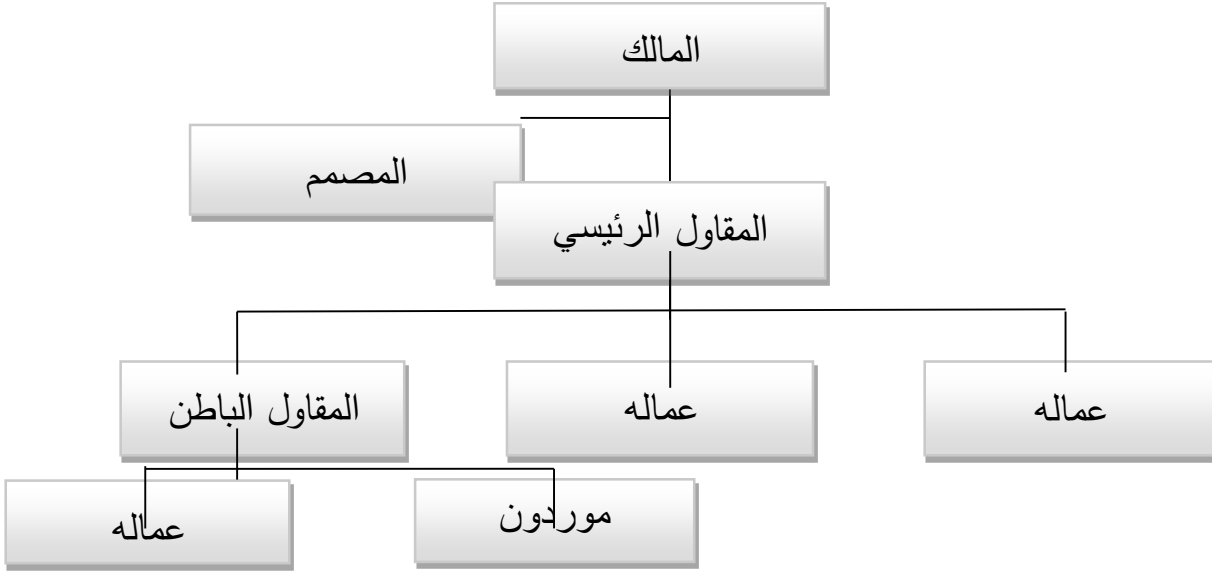 المالك
المصمم
المقاول الرئيسي
عماله
عماله
المقاول الباطن
موردون
عماله